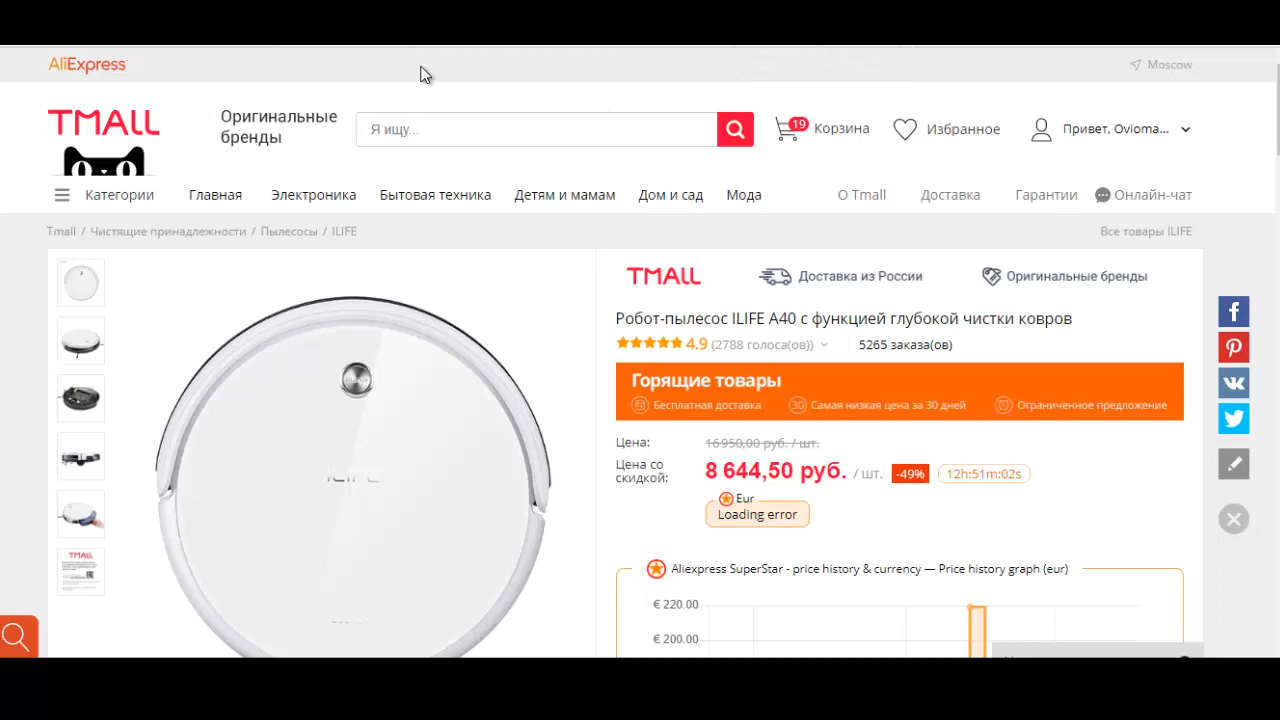 AliExpress
Moscow
TMALL
Оригинальные
бренды
Я ищу...
19
Корзина
Избранное
Привет, Ovioma...
Категории
Главная
Электроника
Бытовая техника
Детям и мамам
Дом и сад
Мода
О Tmall
Доставка
Гарантии
Онлайн-чат
Tmall / Чистящие принадлежности / Пылесосы / ILIFE
Все товары ILIFE
TMALL
Доставка из России
Оригинальные бренды
Робот-пылесос ILIFE A40 с функцией глубокой чистки ковров
4.9 (2788 голоса(ов))
5265 заказа(ов)
Горящие товары
Бесплатная доставка
30 Самая низкая цена за 30 дней
Ограниченное предложение
Цена:
16 950,00 руб. / шт.
Цена со
скидкой:
8 644,50 руб. / шт.
-49%
12h:51m:02s
Eur
Loading error
Aliexpress SuperStar - price history & currency — Price history graph (eur)
€ 220.00
€ 200.00
ILIFE
TMALL